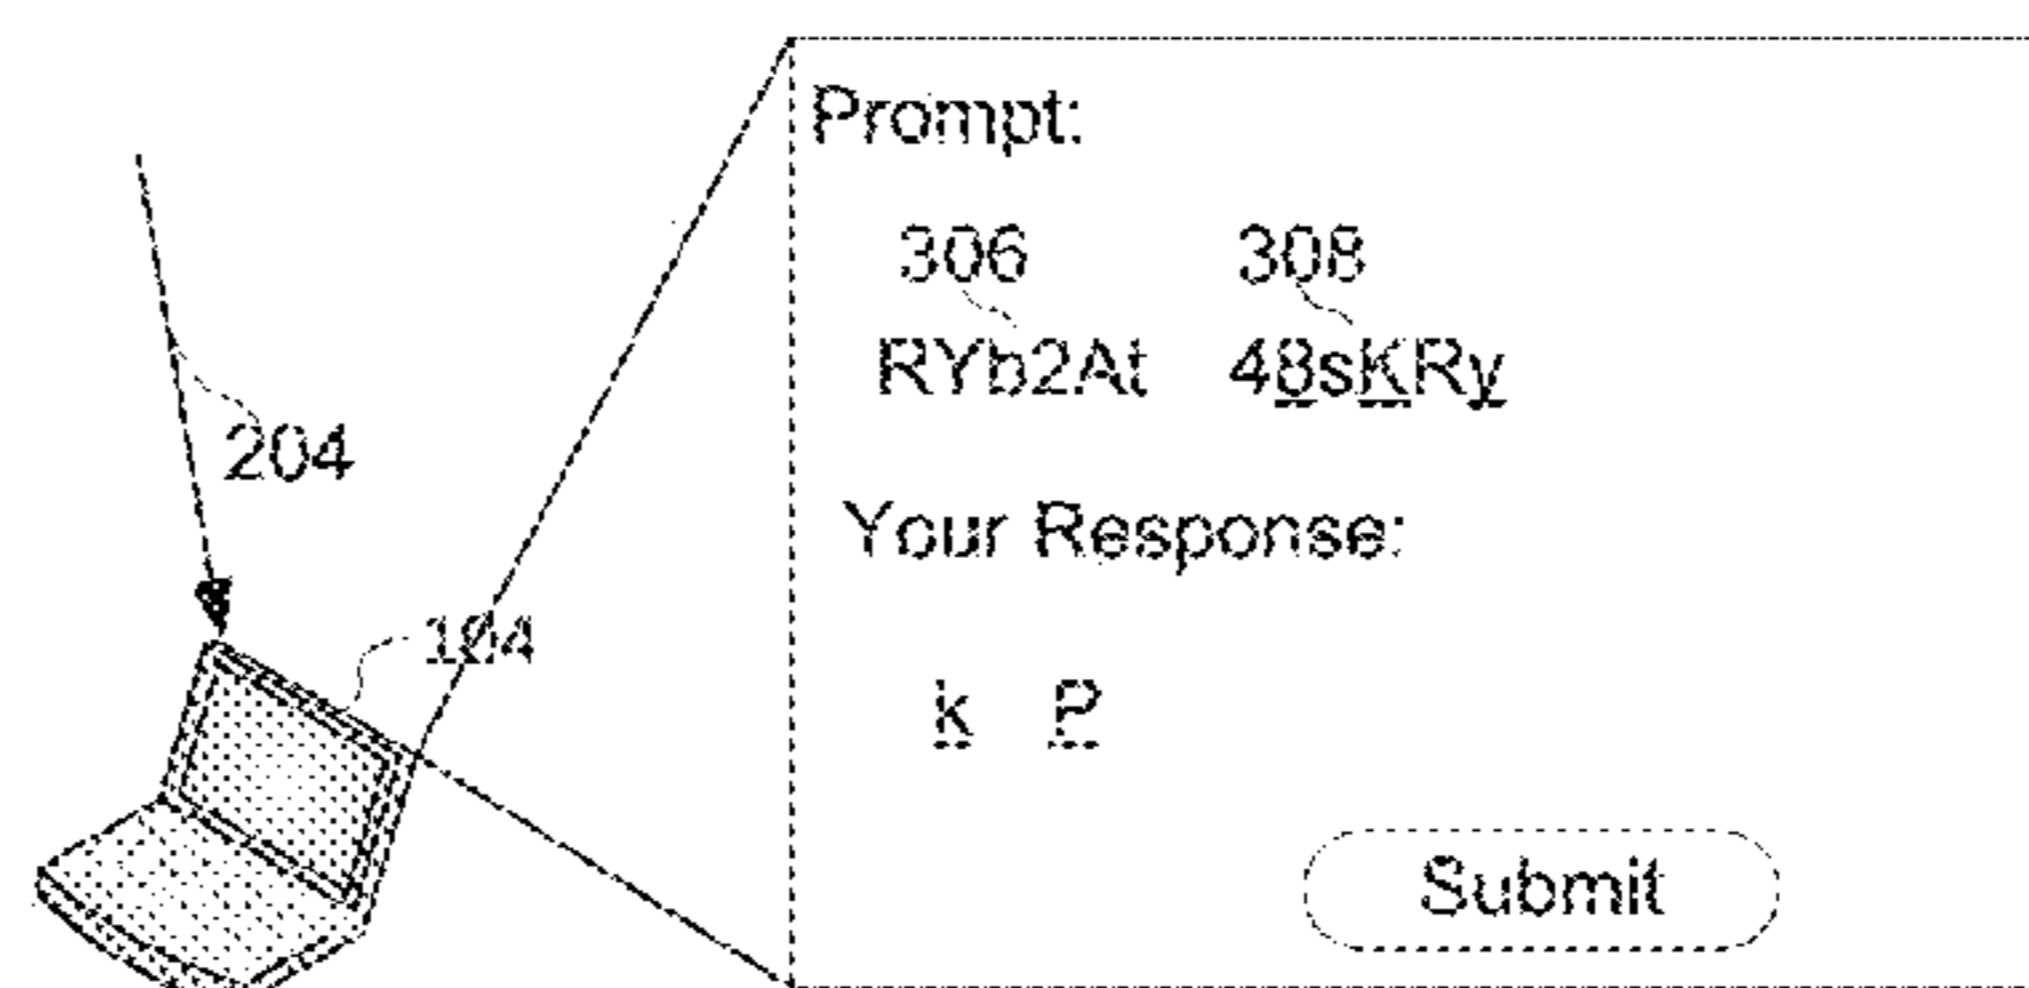 Prompt:
306 308
RYb2At 48sKRy
204
Your Response:
104
k P
Submit